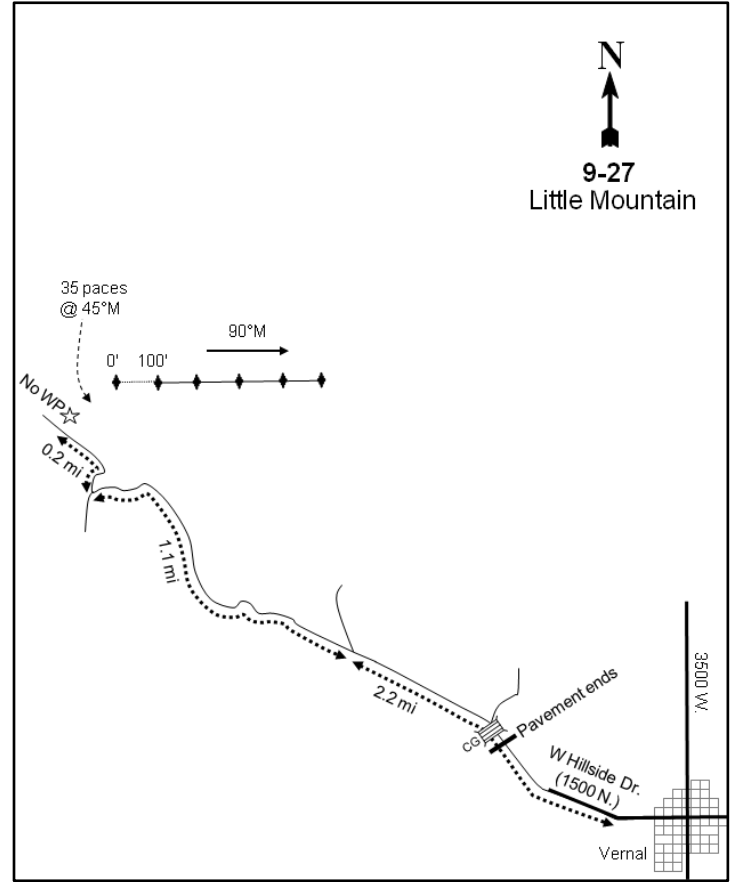 N
9-27
Little Mountain
35 paces
@ 45°M
90°M
0' 100'
No WP
0.2 mi
1.1 mi
2.2 mi
CG
Pavement ends
W Hillside Dr.
(1500 N.)
3500 W.
Vernal